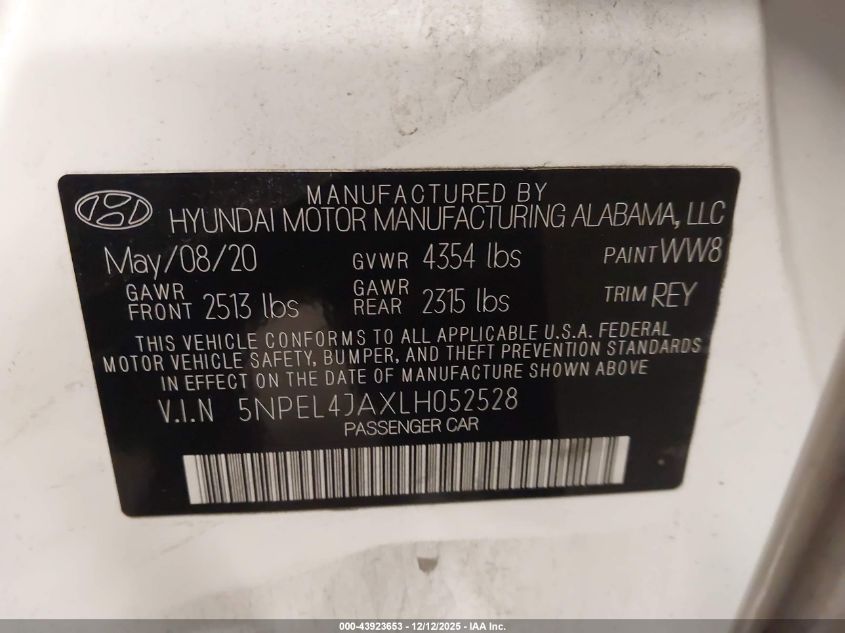 MANUFACTURED BY
HYUNDAI MOTOR MANUFACTURING ALABAMA, LLC
May/08/20 GVWR 4354 lbs PAINT WW8
GAWR FRONT 2513 lbs GAWR REAR 2315 lbs TRIM REY
THIS VEHICLE CONFORMS TO ALL APPLICABLE U.S.A. FEDERAL
MOTOR VEHICLE SAFETY, BUMPER, AND THEFT PREVENTION STANDARDS
IN EFFECT ON THE DATE OF MANUFACTURE SHOWN ABOVE.
V.I.N 5NPEL4JAXLH052528
PASSENGER CAR
000-43923653 - 12/12/2025 - IAA Inc.